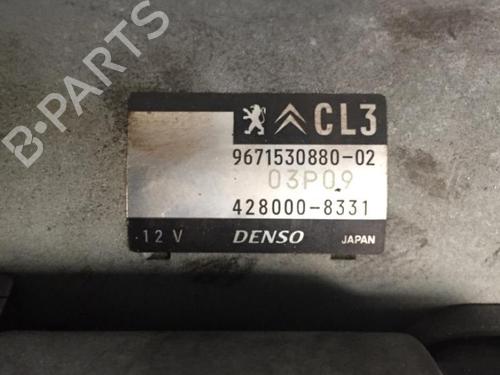 B-PARTS
CL3
9671530880-02
03P09
428000-8331
12 V DENSO JAPAN